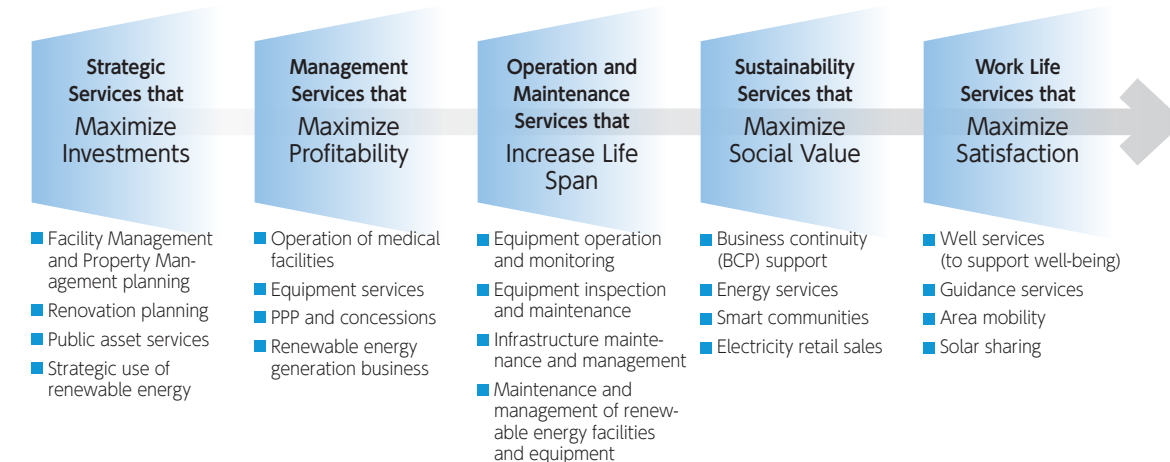 Strategic
Services that
Maximize
Investments
Facility Management
and Property Man-
agement planning
Renovation planning
Public asset services
Strategic use of
renewable energy
Management
Services that
Maximize
Profitability
Operation of medical
facilities
Equipment services
PPP and concessions
Renewable energy
generation business
Operation and
Maintenance
Services that
Increase Life
Span
Equipment operation
and monitoring
Equipment inspection
and maintenance
Infrastructure mainte-
nance and management
Maintenance and
management of renew-
able energy facilities
and equipment
Sustainability
Services that
Maximize
Social Value
Business continuity
(BCP) support
Energy services
Smart communities
Electricity retail sales
Work Life
Services that
Maximize
Satisfaction
Well services
(to support well-being)
Guidance services
Area mobility
Solar sharing